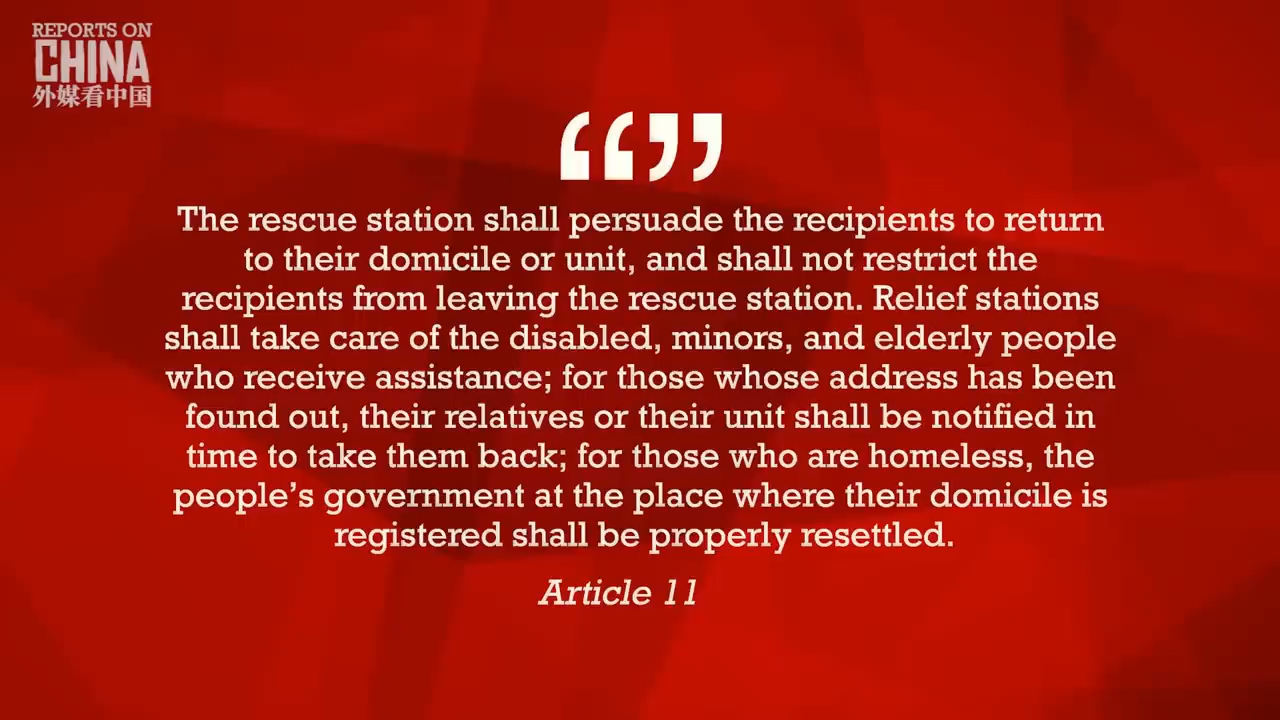 REPORTS ON
CHINA
外媒看中国
“ ”
The rescue station shall persuade the recipients to return
to their domicile or unit, and shall not restrict the
recipients from leaving the rescue station. Relief stations
shall take care of the disabled, minors, and elderly people
who receive assistance; for those whose address has been
found out, their relatives or their unit shall be notified in
time to take them back; for those who are homeless, the
people’s government at the place where their domicile is
registered shall be properly resettled.
Article 11